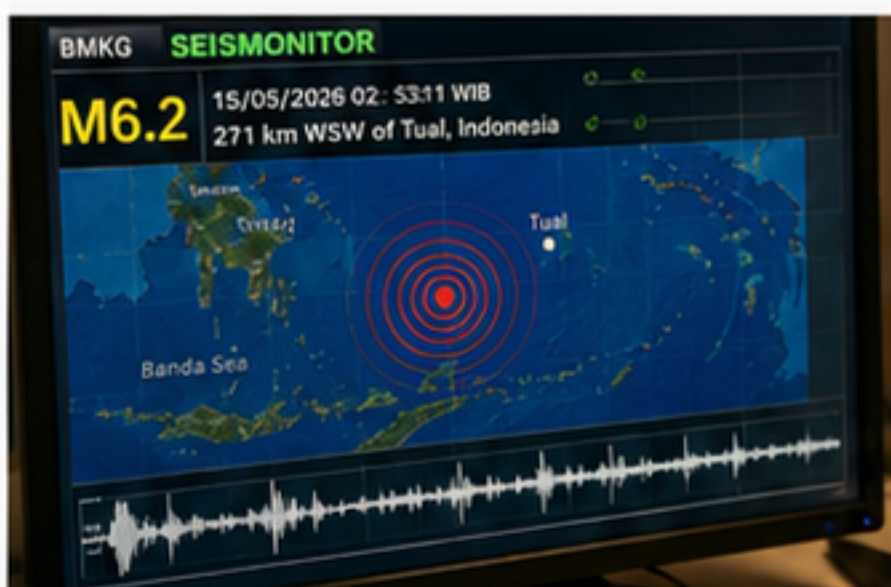 BMKG SEISMONITOR
M6.2
15/05/2026 02: 53:11 WIB
271 km WSW of Tual, Indonesia
Tual
Banda Sea